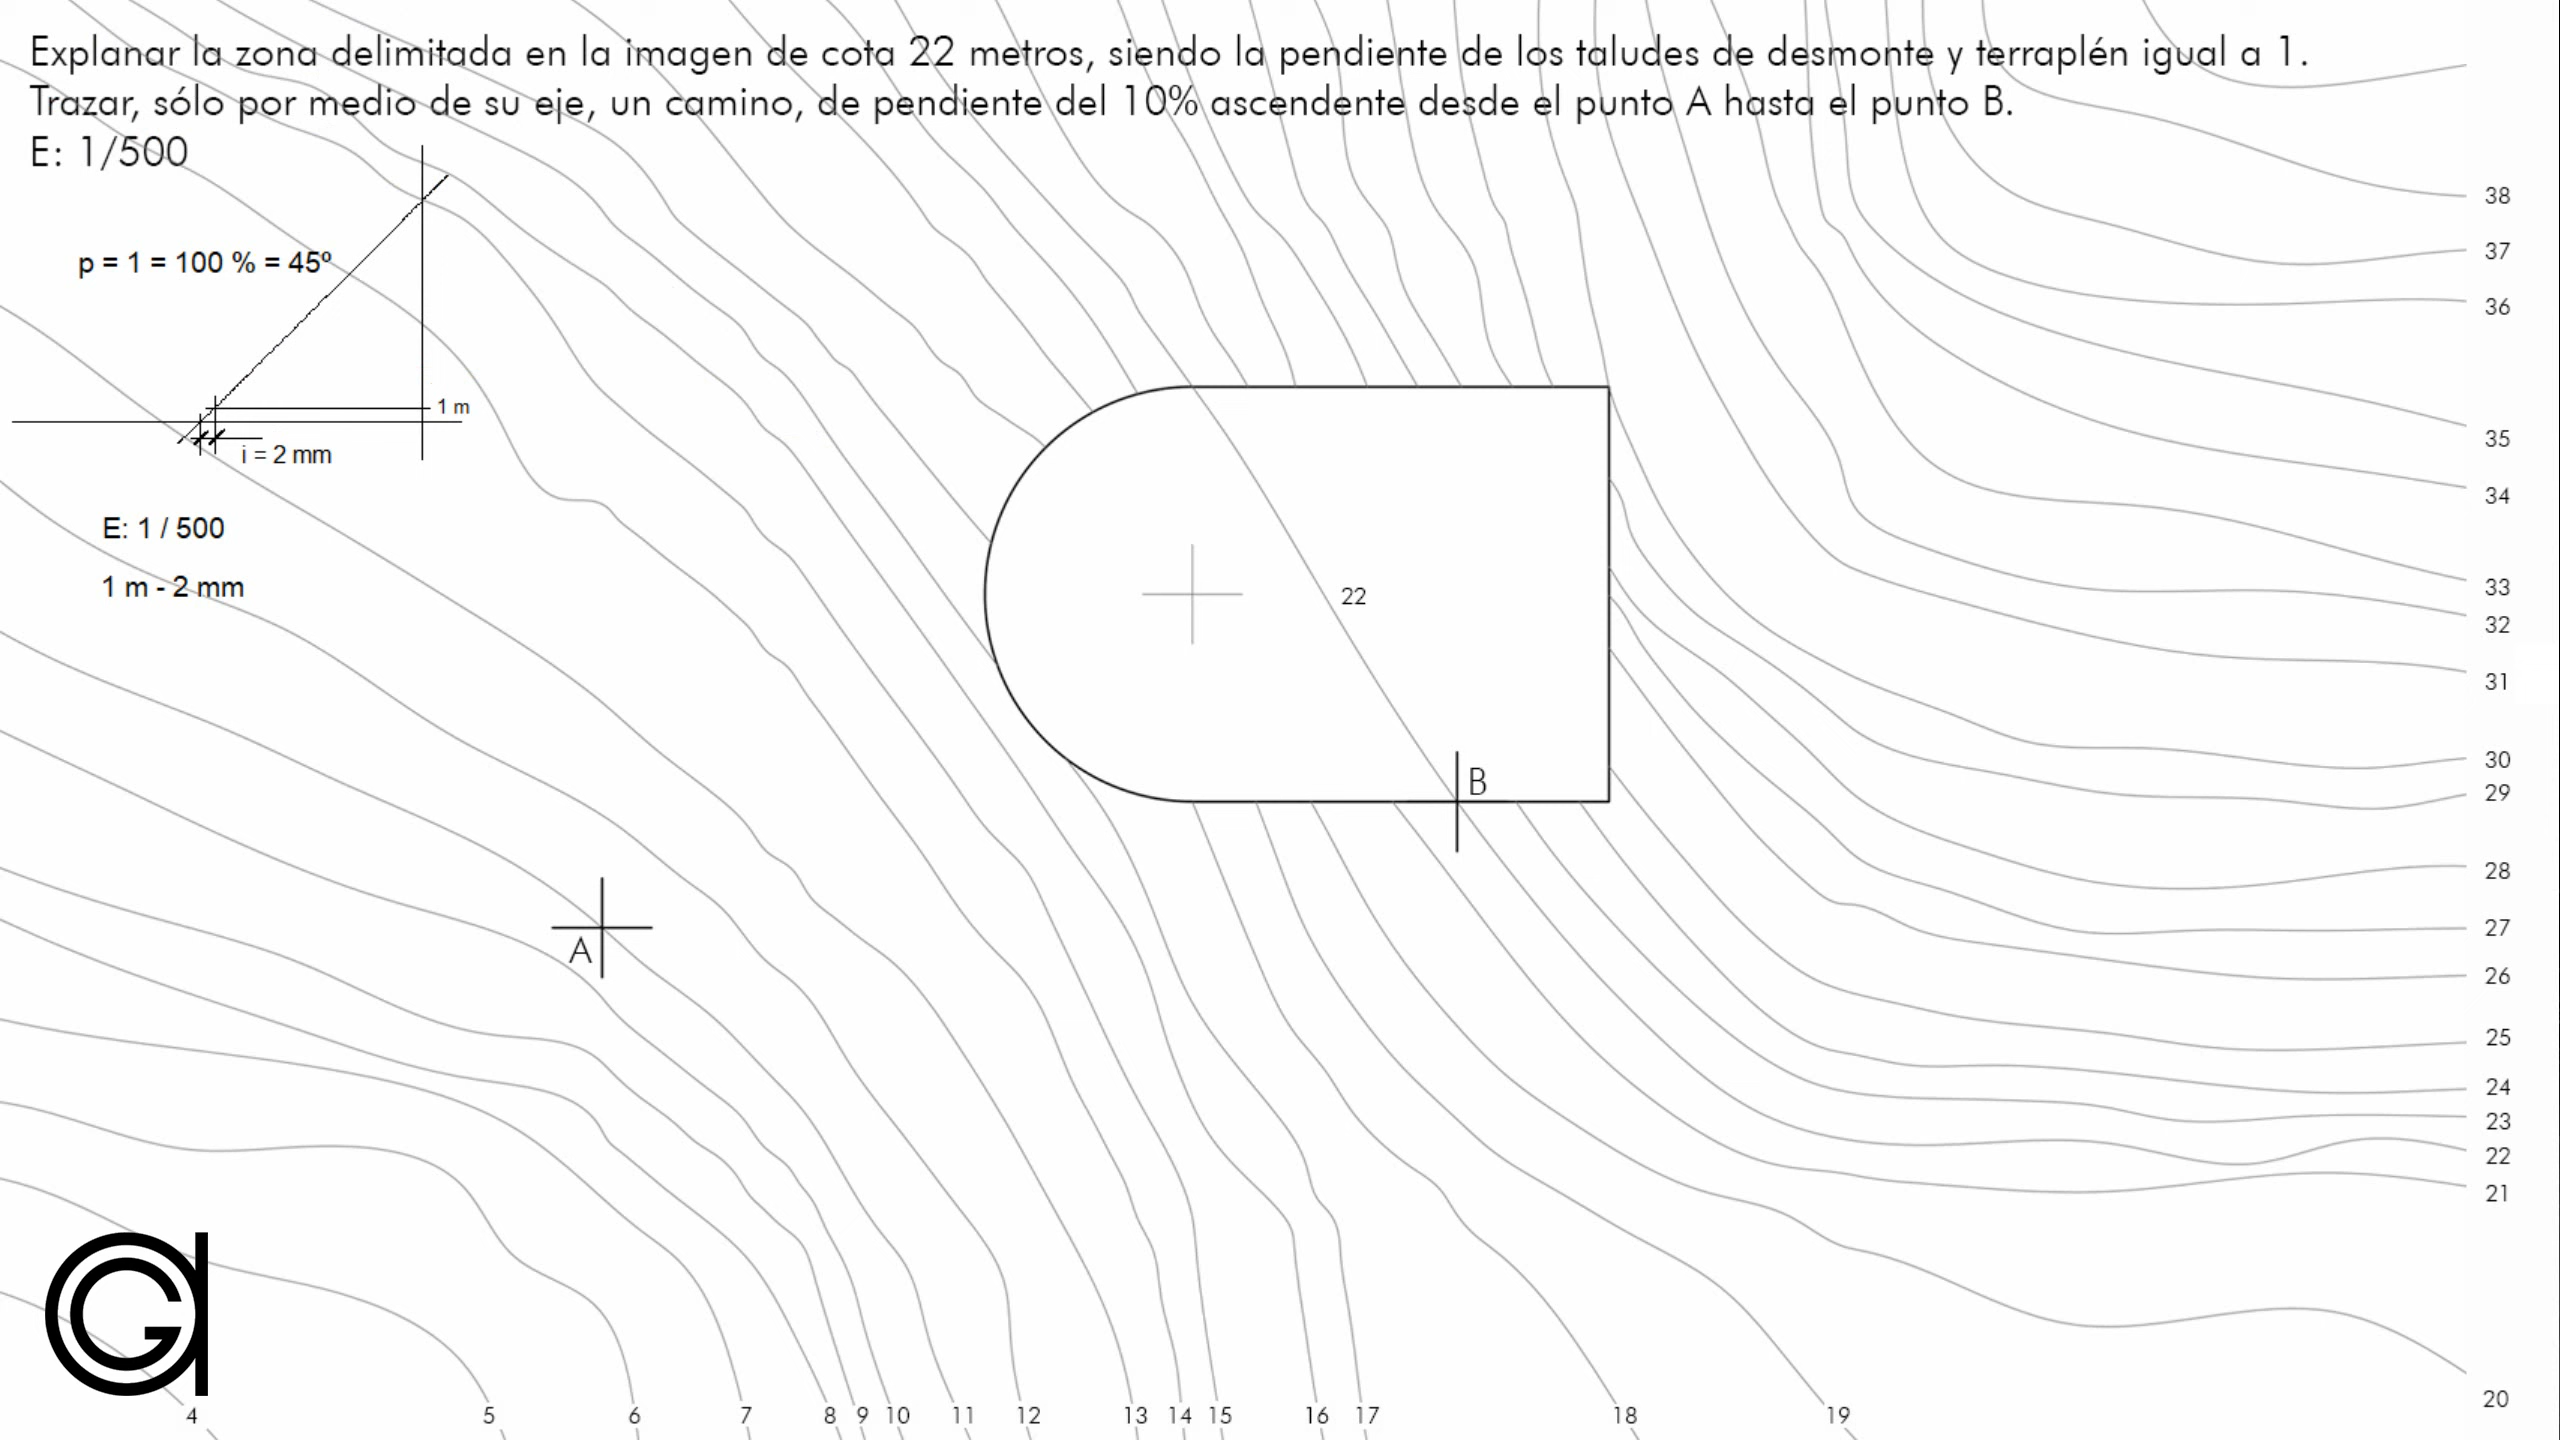 Explanar la zona delimitada en la imagen de cota 22 metros, siendo la pendiente de los taludes de desmonte y terraplén igual a 1.
Trazar, sólo por medio de su eje, un camino, de pendiente del 10% ascendente desde el punto A hasta el punto B.
E: 1/500
p = 1 = 100 % = 45º
1 m
i = 2 mm
E: 1 / 500
1 m - 2 mm
22
B
A
38
37
36
35
34
33
32
31
30
29
28
27
26
25
24
23
22
21
20
4 5 6 7 8 9 10 11 12 13 14 15 16 17 18 19